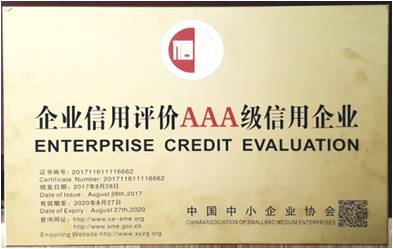 企业信用评价AAA级信用企业
ENTERPRISE CREDIT EVALUATION
证书编号: 201711611116662
Certificate Number: 201711611116662
颁发日期: 2017年8月28日
Date of Issue : August 28th,2017
有效期至: 2020年8月27日
Date of Expiry : August 27th,2020
查询网址: http://www.ca-sme.org
http://www.sme.gov.cn
Enquiring Website:http://www.xyzg.org
中国中小企业协会
CHINA ASSOCIATION OF SMALL AND MEDIUM ENTERPRISES